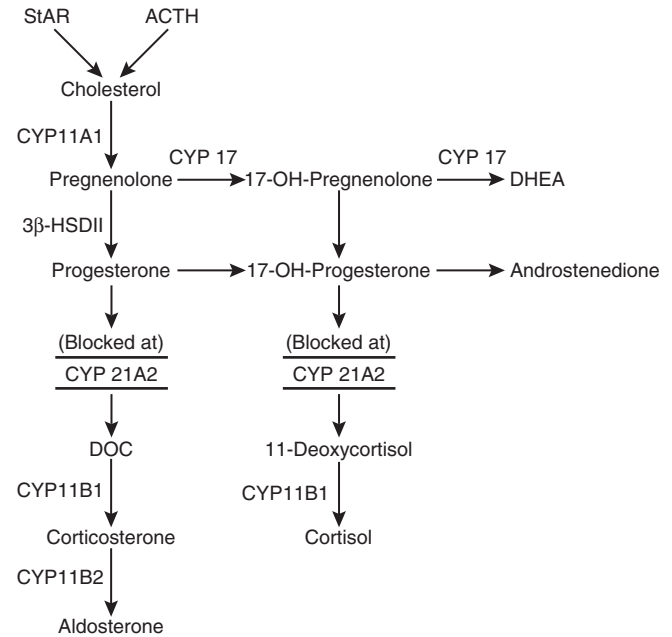 StAR ACTH
Cholesterol
CYP11A1
CYP 17 CYP 17
Pregnenolone 17-OH-Pregnenolone DHEA
3β-HSDII
Progesterone 17-OH-Progesterone Androstenedione
(Blocked at) (Blocked at)
CYP 21A2 CYP 21A2
DOC 11-Deoxycortisol
CYP11B1 CYP11B1
Corticosterone Cortisol
CYP11B2
Aldosterone